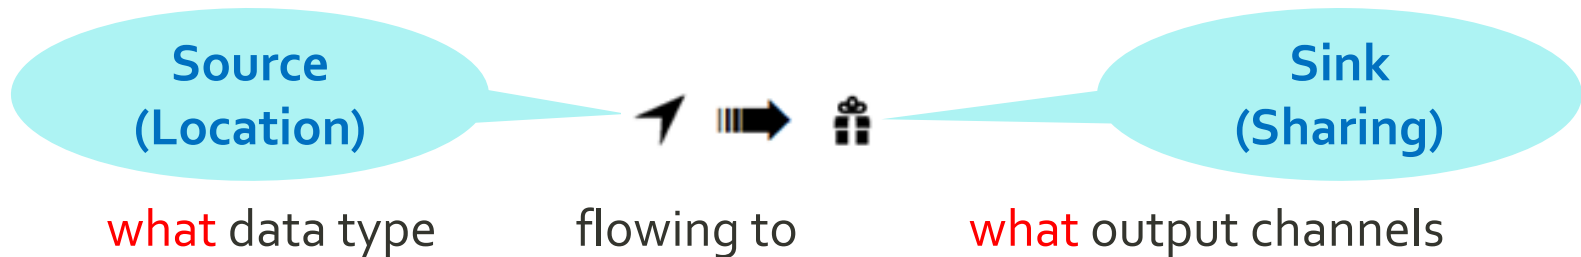 Source
(Location)
Sink
(Sharing)
what data type
flowing to
what output channels